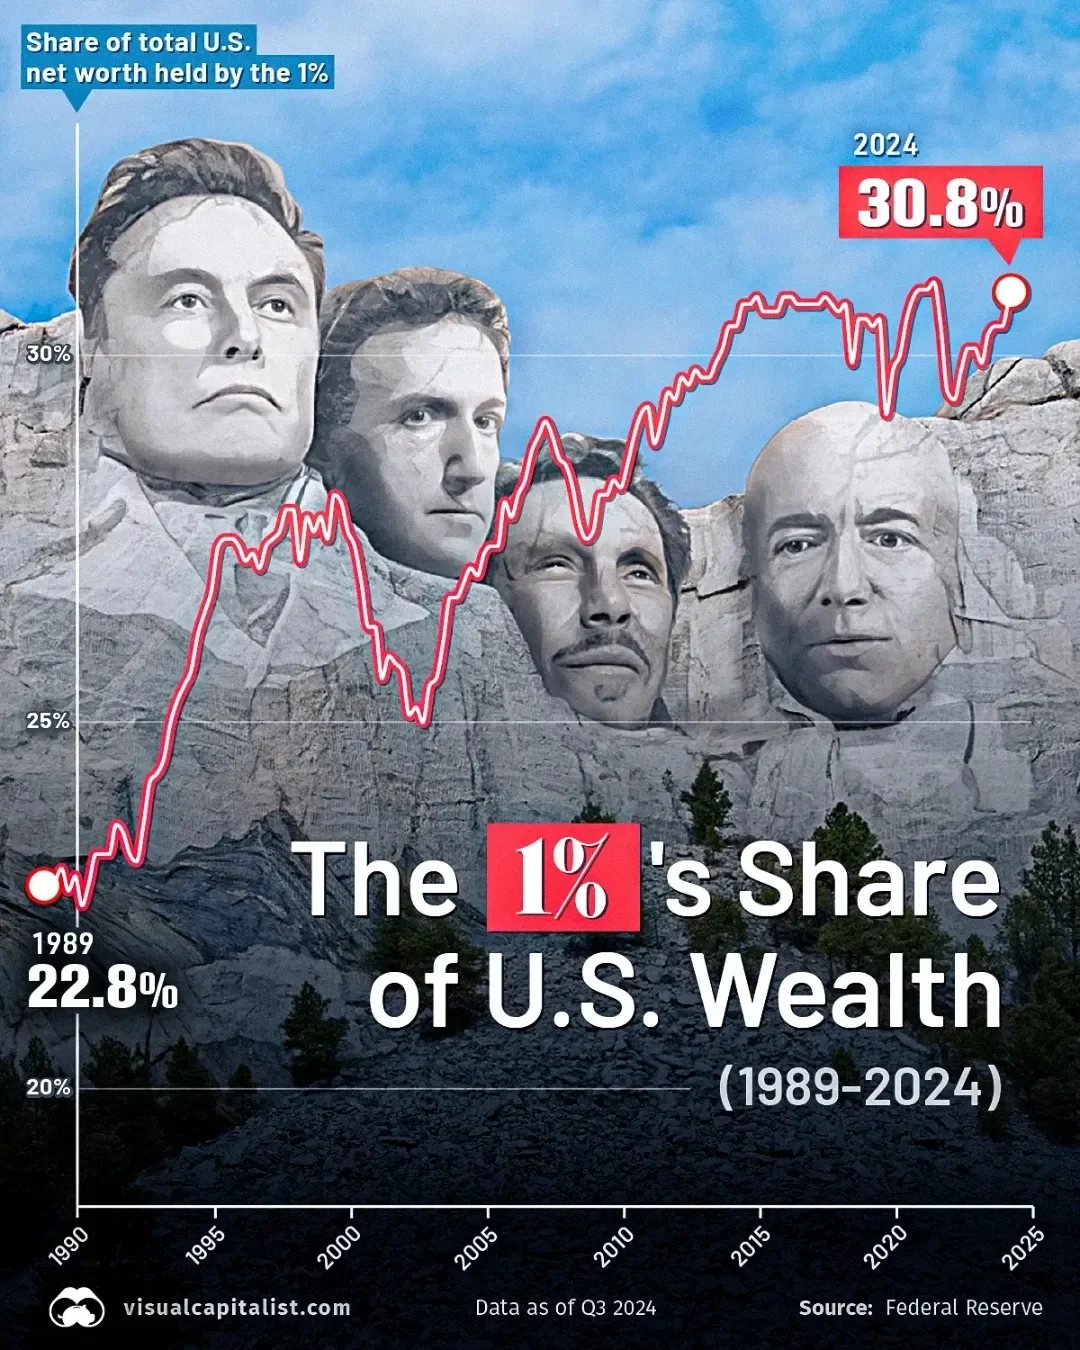 Share of total U.S.
net worth held by the 1%
2024
30.8%
30%
25%
1989
22.8%
The 1%'s Share
of U.S. Wealth
(1989-2024)
20%
1990
1995
2000
2005
2010
2015
2020
2025
visualcapitalist.com
Data as of Q3 2024
Source: Federal Reserve